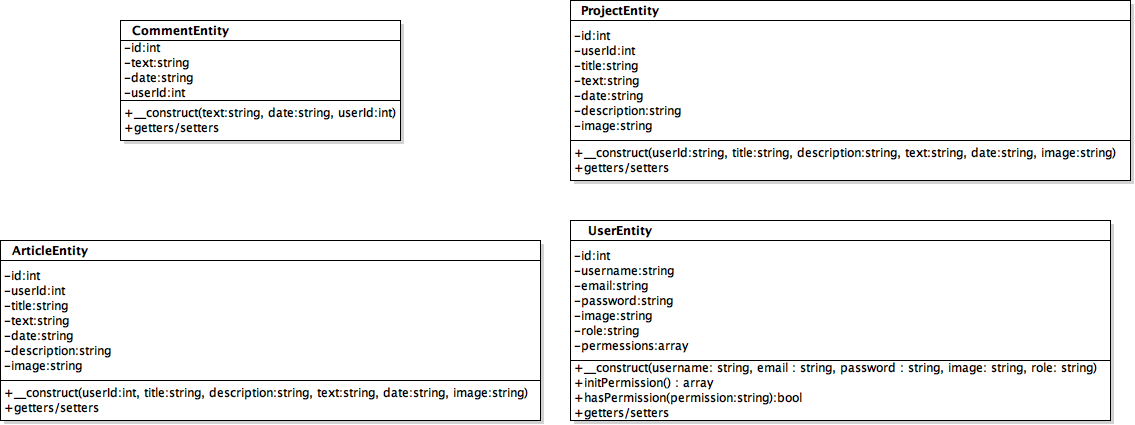 CommentEntity
-id:int
-text:string
-date:string
-userId:int
+__construct(text:string, date:string, userId:int)
+getters/setters
ProjectEntity
-id:int
-userId:int
-title:string
-text:string
-date:string
-description:string
-image:string
+__construct(userId:string, title:string, description:string, text:string, date:string, image:string)
+getters/setters
ArticleEntity
-id:int
-userId:int
-title:string
-text:string
-date:string
-description:string
-image:string
+__construct(userId:int, title:string, description:string, text:string, date:string, image:string)
+getters/setters
UserEntity
-id:int
-username:string
-email:string
-password:string
-image:string
-role:string
-permessions:array
+__construct(username: string, email : string, password : string, image: string, role: string)
+initPermission() : array
+hasPermission(permission:string):bool
+getters/setters